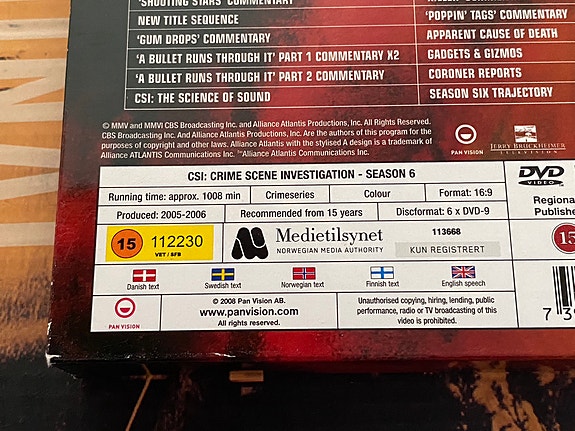 'SHOOTING STARS' COMMENTARY
NEW TITLE SEQUENCE
'POPPIN' TAGS' COMMENTARY
'GUM DROPS' COMMENTARY
APPARENT CAUSE OF DEATH
'A BULLET RUNS THROUGH IT' PART 1 COMMENTARY X2
GADGETS & GIZMOS
'A BULLET RUNS THROUGH IT' PART 2 COMMENTARY
CORONER REPORTS
CSI: THE SCIENCE OF SOUND
SEASON SIX TRAJECTORY
© MMV and MMVI CBS Broadcasting Inc. and Alliance Atlantis Productions, Inc. All Rights Reserved.
CBS Broadcasting Inc. And Alliance Atlantis Productions, Inc. Are the authors of this program for the
purposes of copyright and other laws. Alliance Atlantis with the stylised A design is a trademark of
Alliance ATLANTIS Communications Inc. ™Alliance Atlantis Communications Inc.
PAN VISION
JERRY BRUCKHEIMER
TELEVISION
CSI: CRIME SCENE INVESTIGATION - SEASON 6
Running time: approx. 1008 min
Crimeseries
Colour
Format: 16:9
Produced: 2005-2006
Recommended from 15 years
Discformat: 6 x DVD-9
DVD
VIDEO
Regiona
Publishe
15
112230
VET / SFB
Medietilsynet
NORWEGIAN MEDIA AUTHORITY
113668
KUN REGISTRERT
15
Danish text
Swedish text
Norwegian text
Finnish text
English speech
PAN VISION
© 2008 Pan Vision AB.
www.panvision.com
All rights reserved.
Unauthorised copying, hiring, lending, public
performance, radio or TV broadcasting of this
video is prohibited.
7 39